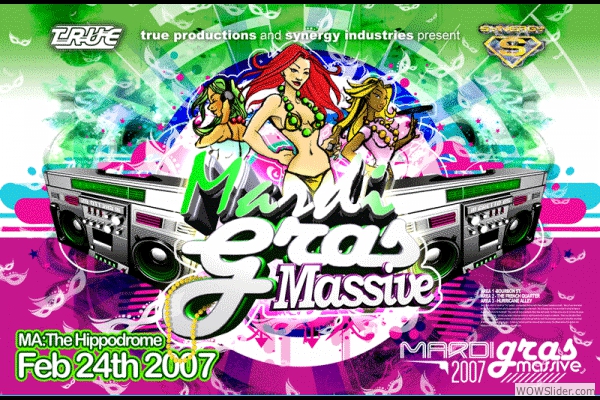 TRUE
true productions and synergy industries present
SYNERGY
S
Mardi
gras
Massive
AREA 1 -BOURBON ST.
AREA 2 - THE FRENCH QUARTER
AREA 3 - HURRICANE ALLEY
MA:The Hippodrome
Feb 24th 2007
MARDI gras
2007 massive
WOWSlider.com